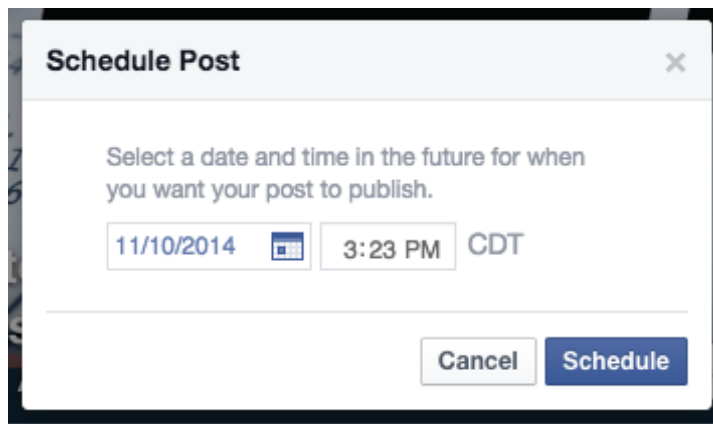 Schedule Post
Select a date and time in the future for when
you want your post to publish.
11/10/2014 3:23 PM CDT
Cancel Schedule